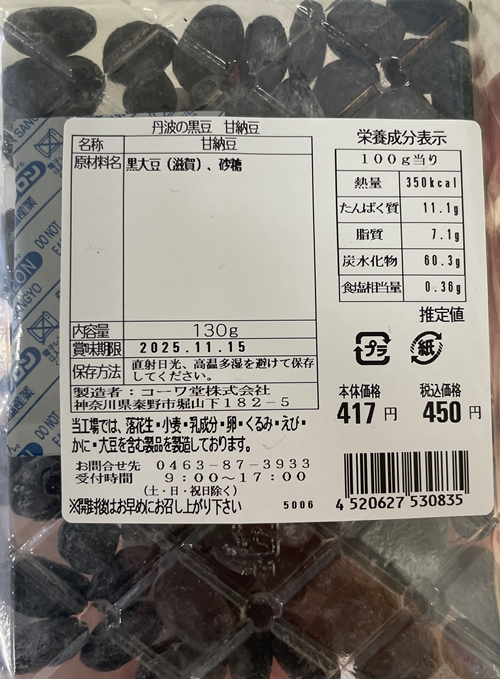 丹波の黒豆 甘納豆
名称 甘納豆
原材料名 黒大豆（滋賀）、砂糖
内容量 130g
賞味期限 2025.11.15
保存方法 直射日光、高温多湿を避けて保存
してください。
製造者：コーワ堂株式会社
神奈川県秦野市堀山下１８２－５
当工場では、落花生・小麦・乳成分・卵・くるみ・えび・
かに・大豆を含む製品を製造しております。
お問合せ先 0463-87-3933
受付時間 9:00～17:00
（土・日・祝日除く）
※開封後はお早めにお召し上がり下さい 5006
栄養成分表示
100g当り
熱量 350kcal
たんぱく質 11.1g
脂質 7.1g
炭水化物 60.3g
食塩相当量 0.36g
推定値
プラ 紙
本体価格 税込価格
417円 450円
4 520627 530835
DO NOT
DO NOT
DO NOT